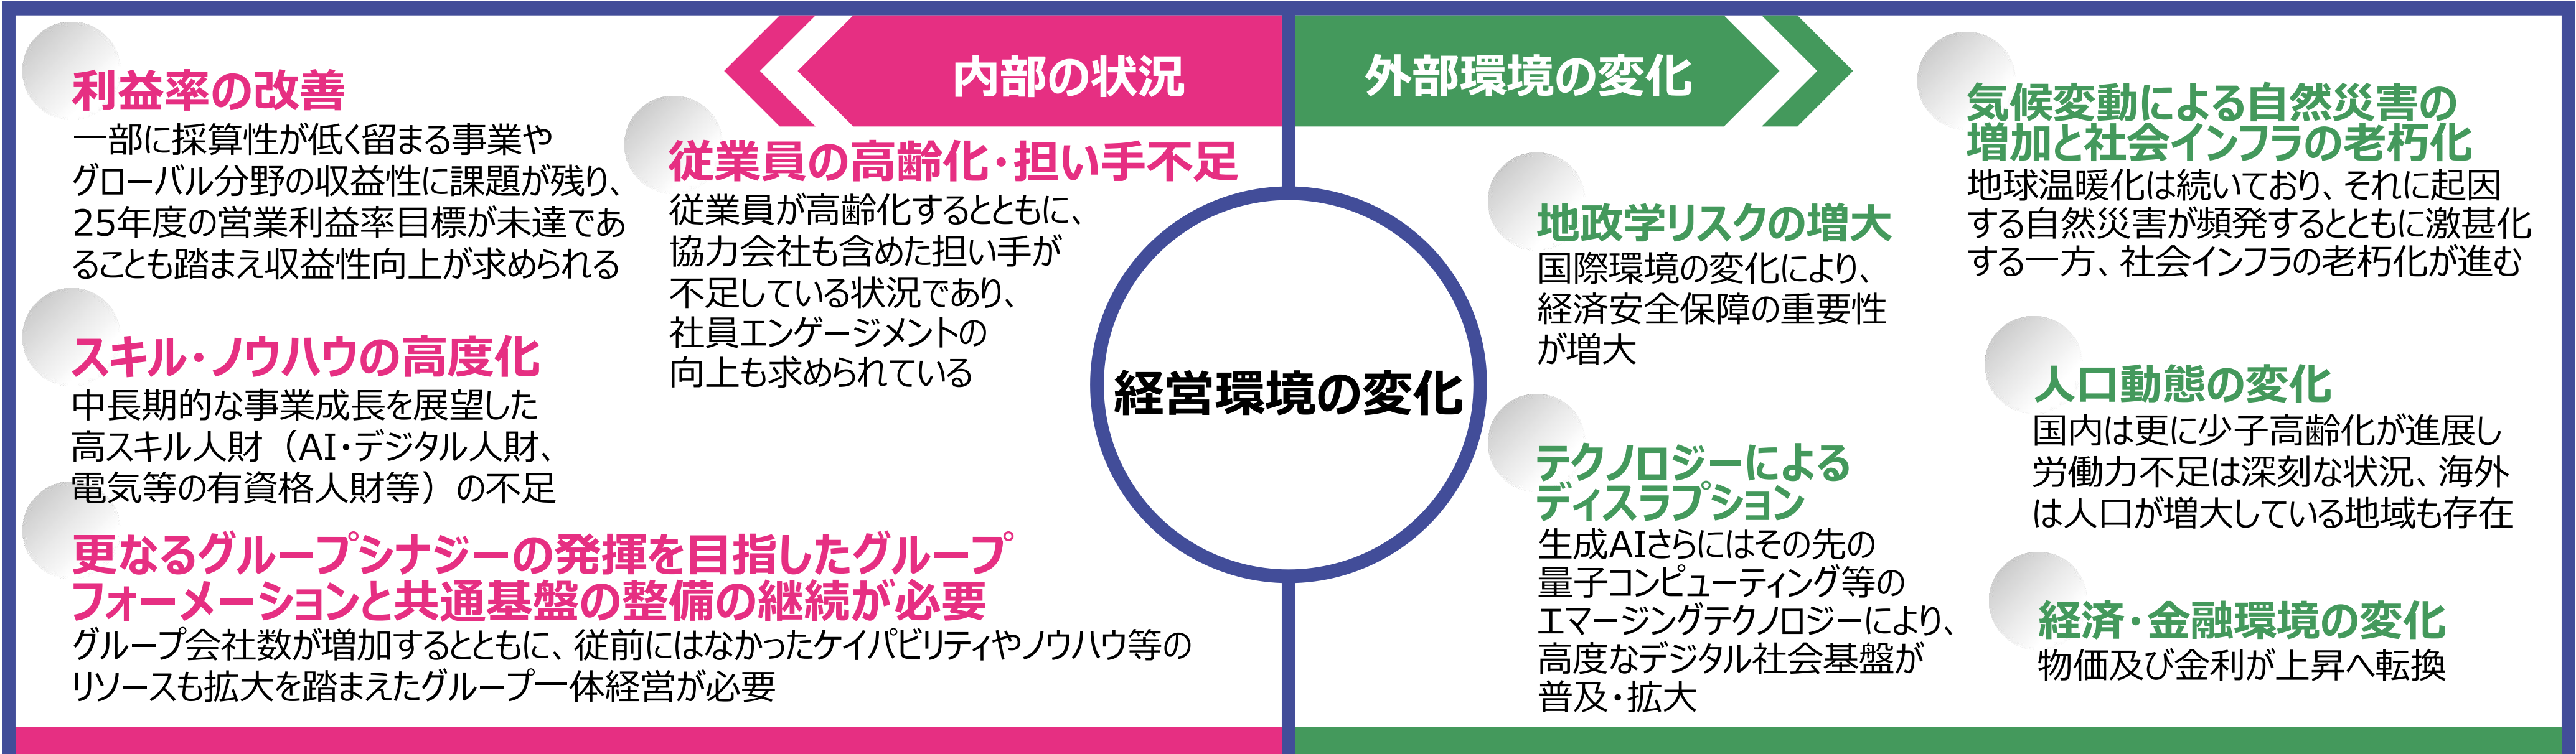 内部の状況
利益率の改善
一部に採算性が低く留まる事業や
グローバル分野の収益性に課題が残り、
25年度の営業利益率目標が未達であ
ることも踏まえ収益性向上が求められる
従業員の高齢化・担い手不足
従業員が高齢化するとともに、
協力会社も含めた担い手が
不足している状況であり、
社員エンゲージメントの
向上も求められている
スキル・ノウハウの高度化
中長期的な事業成長を展望した
高スキル人財（AI・デジタル人財、
電気等の有資格人財等）の不足
更なるグループシナジーの発揮を目指したグループ
フォーメーションと共通基盤の整備の継続が必要
グループ会社数が増加するとともに、従前にはなかったケイパビリティやノウハウ等の
リソースも拡大を踏まえたグループ一体経営が必要
経営環境の変化
外部環境の変化
地政学リスクの増大
国際環境の変化により、
経済安全保障の重要性
が増大
テクノロジーによる
ディスラプション
生成AIさらにはその先の
量子コンピューティング等の
エマージングテクノロジーにより、
高度なデジタル社会基盤が
普及・拡大
気候変動による自然災害の
増加と社会インフラの老朽化
地球温暖化は続いており、それに起因
する自然災害が頻発するとともに激甚化
する一方、社会インフラの老朽化が進む
人口動態の変化
国内は更に少子高齢化が進展し
労働力不足は深刻な状況、海外
は人口が増大している地域も存在
経済・金融環境の変化
物価及び金利が上昇へ転換